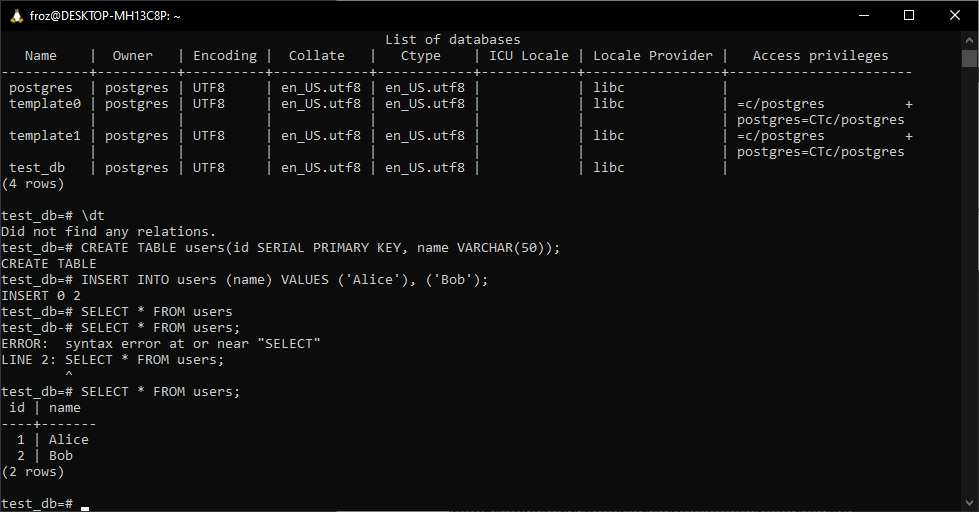 froz@DESKTOP-MH13C8P: ~
                                                List of databases
   Name    |  Owner   | Encoding |  Collate   |   Ctype    | ICU Locale | Locale Provider |   Access privileges
-----------+----------+----------+------------+------------+------------+-----------------+-----------------------
 postgres  | postgres | UTF8     | en_US.utf8 | en_US.utf8 |            | libc            |
 template0 | postgres | UTF8     | en_US.utf8 | en_US.utf8 |            | libc            | =c/postgres          +
           |          |          |            |            |            |                 | postgres=CTc/postgres
 template1 | postgres | UTF8     | en_US.utf8 | en_US.utf8 |            | libc            | =c/postgres          +
           |          |          |            |            |            |                 | postgres=CTc/postgres
 test_db   | postgres | UTF8     | en_US.utf8 | en_US.utf8 |            | libc            |
(4 rows)

test_db=# \dt
Did not find any relations.
test_db=# CREATE TABLE users(id SERIAL PRIMARY KEY, name VARCHAR(50));
CREATE TABLE
test_db=# INSERT INTO users (name) VALUES ('Alice'), ('Bob');
INSERT 0 2
test_db=# SELECT * FROM users
test_db-# SELECT * FROM users;
ERROR:  syntax error at or near "SELECT"
LINE 2: SELECT * FROM users;
        ^
test_db=# SELECT * FROM users;
 id | name
----+-------
  1 | Alice
  2 | Bob
(2 rows)

test_db=#